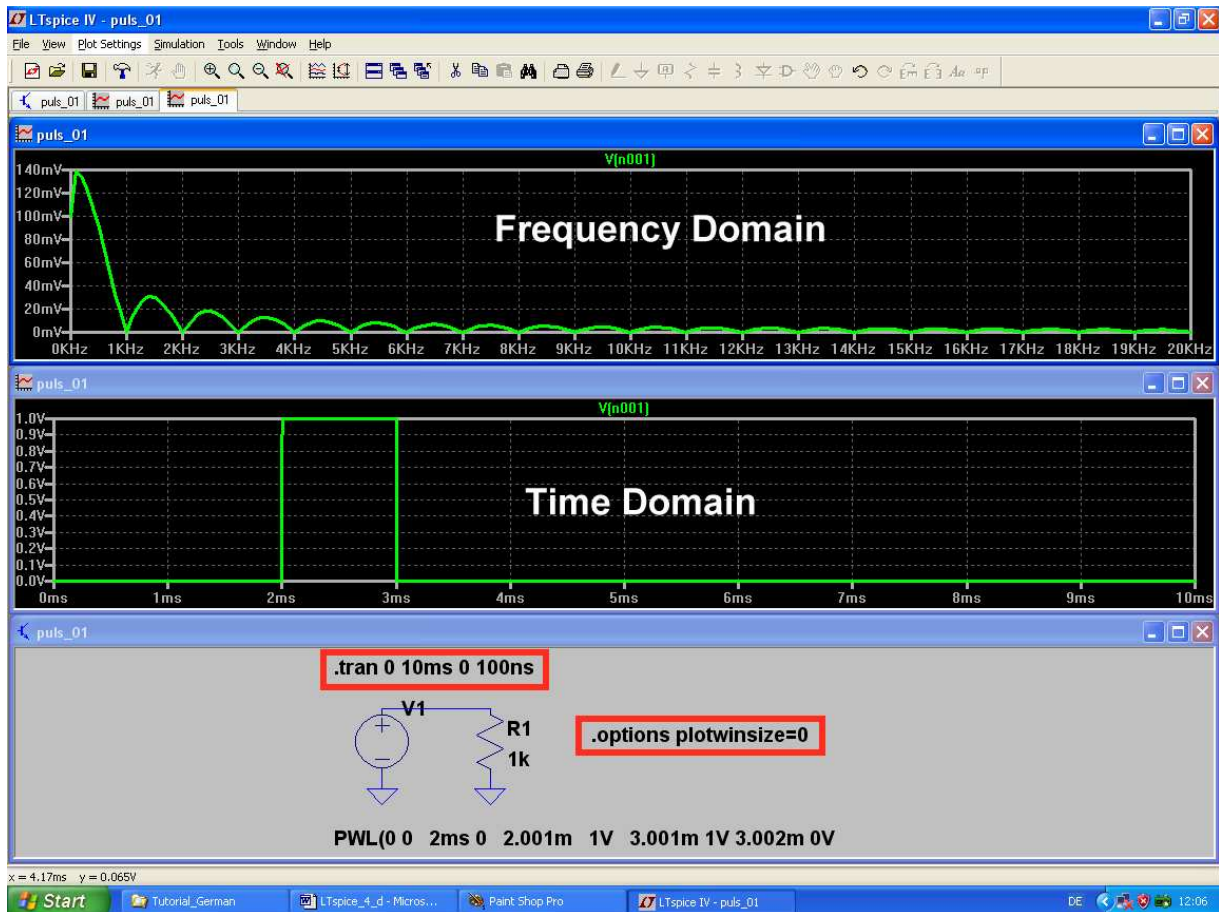 LTspice IV - puls_01
File View Plot Settings Simulation Tools Window Help
puls_01 puls_01 puls_01
puls_01
V(n001)
140mV
120mV
100mV
80mV
60mV
40mV
20mV
0mV
Frequency Domain
0KHz 1KHz 2KHz 3KHz 4KHz 5KHz 6KHz 7KHz 8KHz 9KHz 10KHz 11KHz 12KHz 13KHz 14KHz 15KHz 16KHz 17KHz 18KHz 19KHz 20KHz
puls_01
V(n001)
1.0V
0.9V
0.8V
0.7V
0.6V
0.5V
0.4V
0.3V
0.2V
0.1V
0.0V
Time Domain
0ms 1ms 2ms 3ms 4ms 5ms 6ms 7ms 8ms 9ms 10ms
puls_01
.tran 0 10ms 0 100ns
V1
R1
1k
.options plotwinsize=0
PWL(0 0 2ms 0 2.001m 1V 3.001m 1V 3.002m 0V
x = 4.17ms y = 0.065V
Start Tutorial_German LTspice_4_d - Micros... Paint Shop Pro LTspice IV - puls_01 DE 12:06